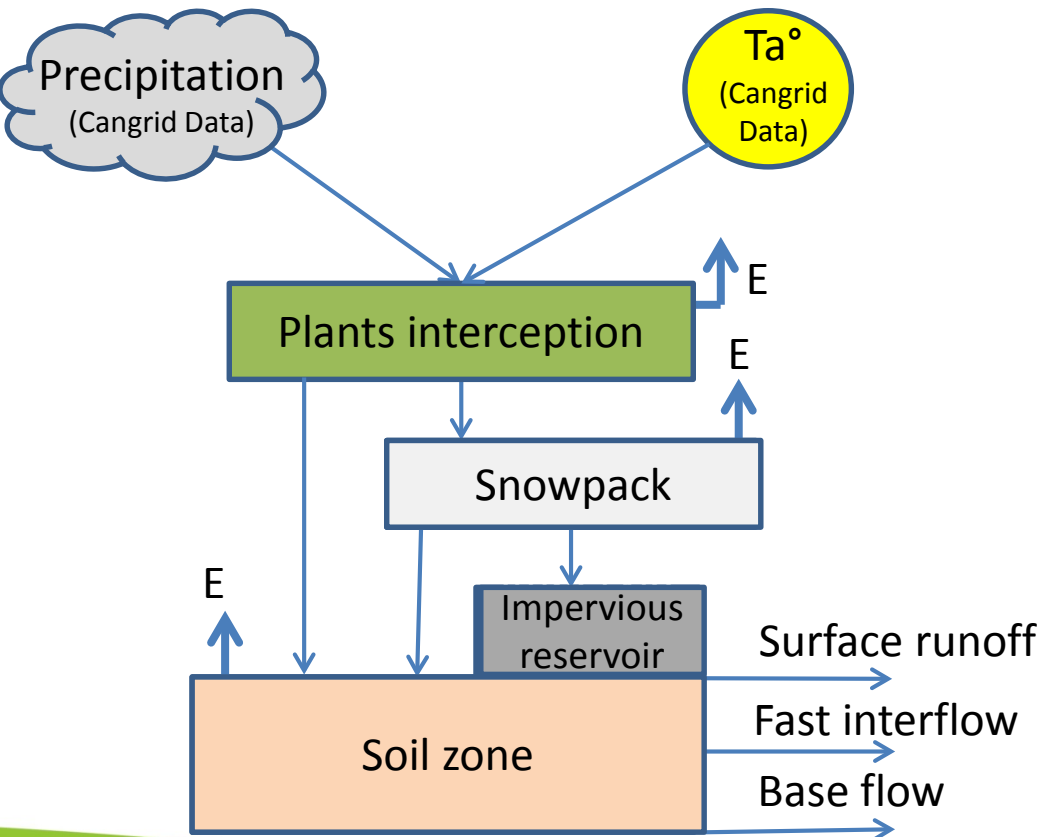 Precipitation
(Cangrid Data)
Ta°
(Cangrid
Data)
E
Plants interception
E
Snowpack
E
Impervious
reservoir
Surface runoff
Fast interflow
Soil zone
Base flow